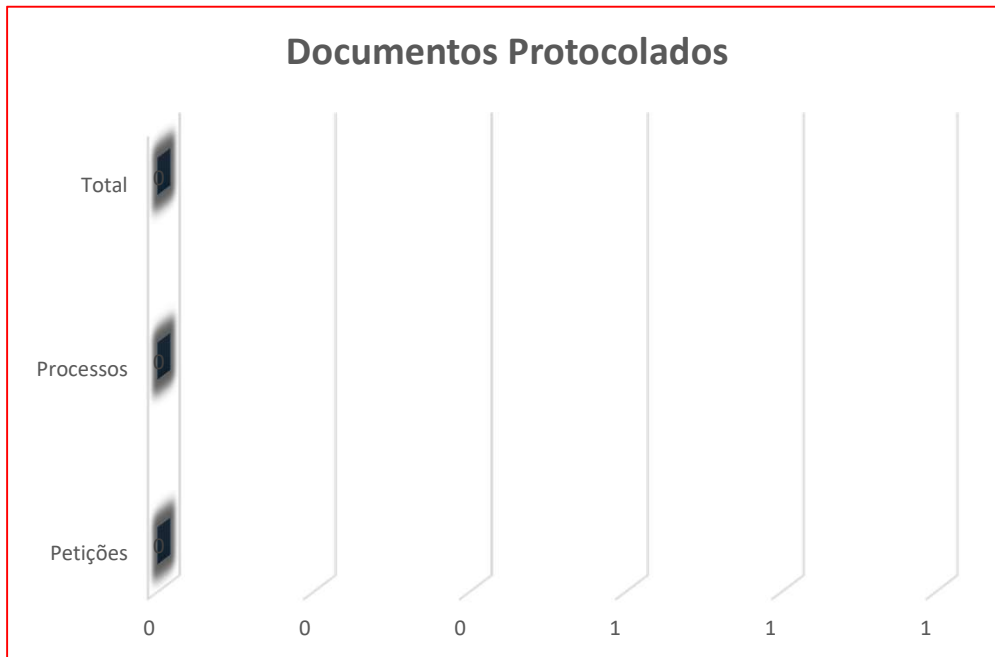 Documentos Protocolados
Total
0
Processos
0
Petições
0
0 0 0 1 1 1